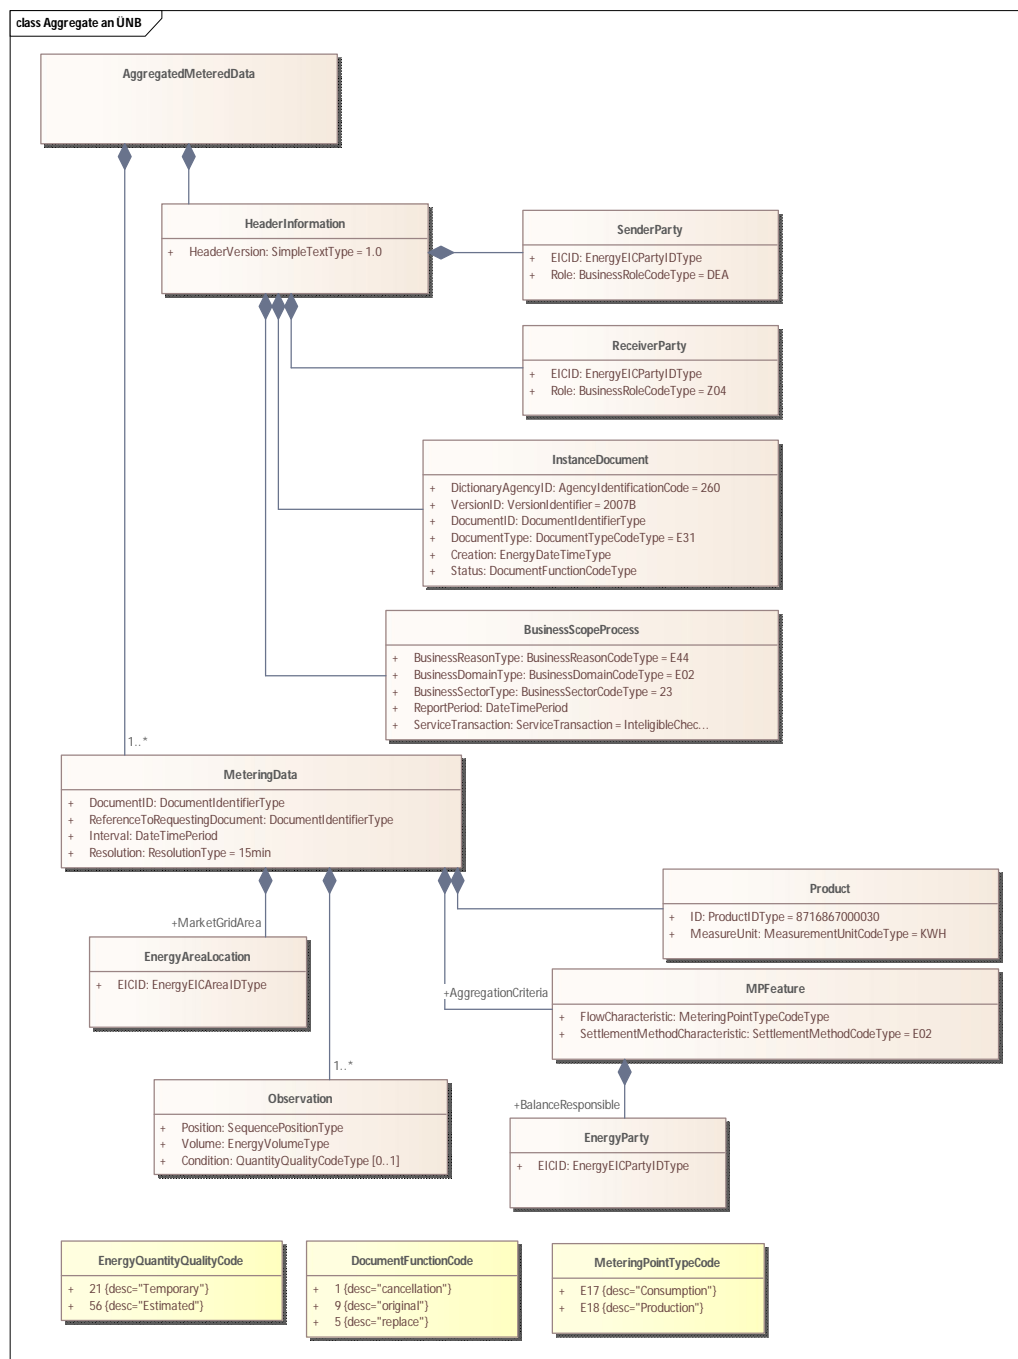 class Aggregate an ÜNB
AggregatedMeteredData
HeaderInformation
+ HeaderVersion: SimpleTextType = 1.0
SenderParty
+ EICID: EnergyEICPartyIDType
+ Role: BusinessRoleCodeType = DEA
ReceiverParty
+ EICID: EnergyEICPartyIDType
+ Role: BusinessRoleCodeType = Z04
InstanceDocument
+ DictionaryAgencyID: AgencyIdentificationCode = 260
+ VersionID: VersionIdentifier = 2007B
+ DocumentID: DocumentIdentifierType
+ DocumentType: DocumentTypeCodeType = E31
+ Creation: EnergyDateTimeType
+ Status: DocumentFunctionCodeType
BusinessScopeProcess
+ BusinessReasonType: BusinessReasonCodeType = E44
+ BusinessDomainType: BusinessDomainCodeType = E02
+ BusinessSectorType: BusinessSectorCodeType = 23
+ ReportPeriod: DateTimePeriod
+ ServiceTransaction: ServiceTransaction = InteligibleChec...
1..*
MeteringData
+ DocumentID: DocumentIdentifierType
+ ReferenceToRequestingDocument: DocumentIdentifierType
+ Interval: DateTimePeriod
+ Resolution: ResolutionType = 15min
Product
+ ID: ProductIDType = 8716867000030
+ MeasureUnit: MeasurementUnitCodeType = KWH
+MarketGridArea
EnergyAreaLocation
+ EICID: EnergyEICAreaIDType
+AggregationCriteria
MPFeature
+ FlowCharacteristic: MeteringPointTypeCodeType
+ SettlementMethodCharacteristic: SettlementMethodCodeType = E02
1..*
Observation
+ Position: SequencePositionType
+ Volume: EnergyVolumeType
+ Condition: QuantityQualityCodeType [0..1]
+BalanceResponsible
EnergyParty
+ EICID: EnergyEICPartyIDType
EnergyQuantityQualityCode
+ 21 {desc="Temporary"}
+ 56 {desc="Estimated"}
DocumentFunctionCode
+ 1 {desc="cancellation"}
+ 9 {desc="original"}
+ 5 {desc="replace"}
MeteringPointTypeCode
+ E17 {desc="Consumption"}
+ E18 {desc="Production"}